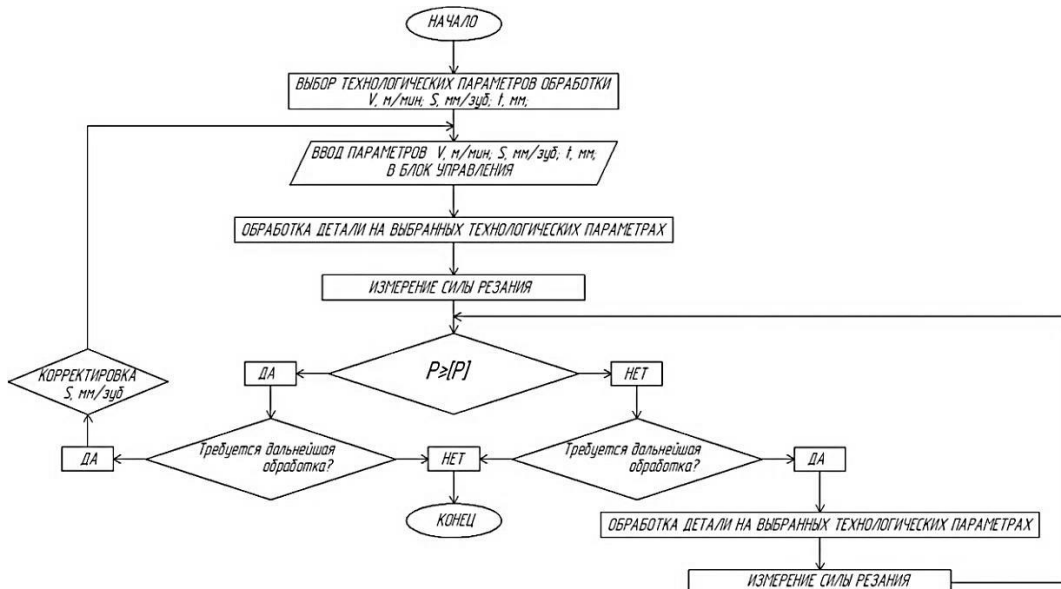 НАЧАЛО
ВЫБОР ТЕХНОЛОГИЧЕСКИХ ПАРАМЕТРОВ ОБРАБОТКИ
V, м/мин; S, мм/зуб; t, мм;
ВВОД ПАРАМЕТРОВ V, м/мин; S, мм/зуб; t, мм;
В БЛОК УПРАВЛЕНИЯ
ОБРАБОТКА ДЕТАЛИ НА ВЫБРАННЫХ ТЕХНОЛОГИЧЕСКИХ ПАРАМЕТРАХ
ИЗМЕРЕНИЕ СИЛЫ РЕЗАНИЯ
P≥[P]
ДА
НЕТ
КОРРЕКТИРОВКА
S, мм/зуб
Требуется дальнейшая
обработка?
ДА
НЕТ
Требуется дальнейшая
обработка?
ДА
КОНЕЦ
ОБРАБОТКА ДЕТАЛИ НА ВЫБРАННЫХ ТЕХНОЛОГИЧЕСКИХ ПАРАМЕТРАХ
ИЗМЕРЕНИЕ СИЛЫ РЕЗАНИЯ